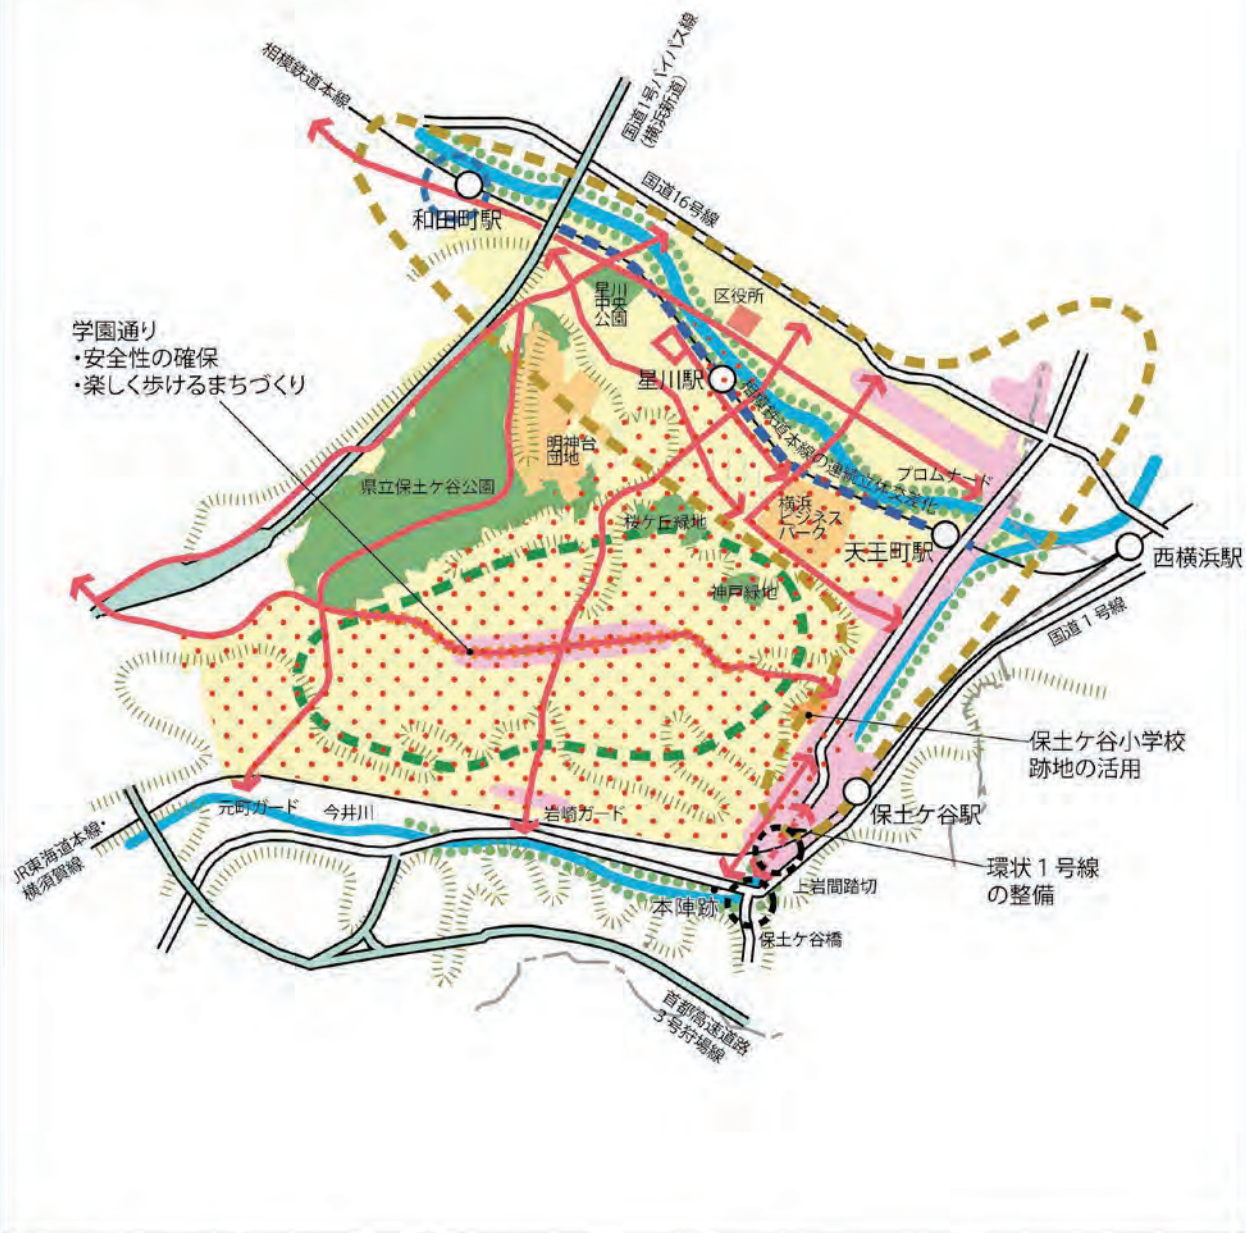 相模鉄道本線
国道1号バイパス線
(横浜新道)
国道16号線
和田町駅
星川
中央
公園
区役所
学園通り
・安全性の確保
・楽しく歩けるまちづくり
星川駅
相模鉄道本線の連続立体交差化
明神台
団地
プロムナード
県立保土ケ谷公園
横浜
ビジネス
パーク
桜ケ丘緑地
天王町駅
西横浜駅
神戸緑地
国道1号線
保土ケ谷小学校
跡地の活用
元町ガード
今井川
岩崎ガード
保土ケ谷駅
JR東海道本線・
横須賀線
環状1号線
の整備
上岩間踏切
本陣跡
保土ケ谷橋
首都高速道路
3号狩場線